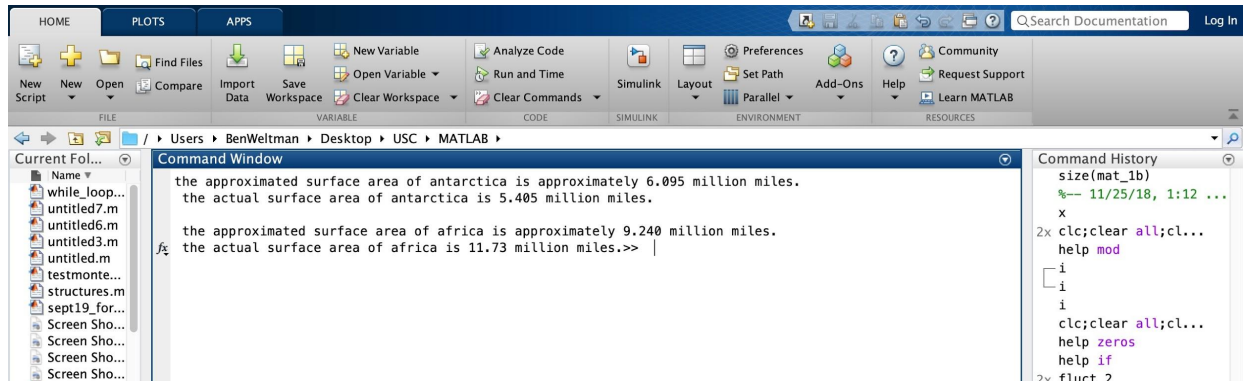 HOME PLOTS APPS
Search Documentation Log In
New Script
New
Open
Find Files
Compare
Import Data
Save Workspace
New Variable
Open Variable
Clear Workspace
Analyze Code
Run and Time
Clear Commands
Simulink
Layout
Preferences
Set Path
Parallel
Add-Ons
Help
Community
Request Support
Learn MATLAB
FILE VARIABLE CODE SIMULINK ENVIRONMENT RESOURCES
/ Users BenWeltman Desktop USC MATLAB
Current Fol...
Name
while_loop...
untitled7.m
untitled6.m
untitled3.m
untitled.m
testmonte...
structures.m
sept19_for...
Screen Sho...
Screen Sho...
Screen Sho...
Screen Sho...
Command Window
the approximated surface area of antarctica is approximately 6.095 million miles.
the actual surface area of antarctica is 5.405 million miles.
the approximated surface area of africa is approximately 9.240 million miles.
fx the actual surface area of africa is 11.73 million miles.>>
Command History
size(mat_1b)
%-- 11/25/18, 1:12 ...
x
2x clc;clear all;cl...
help mod
i
i
i
clc;clear all;cl...
help zeros
help if
2x fluct 2